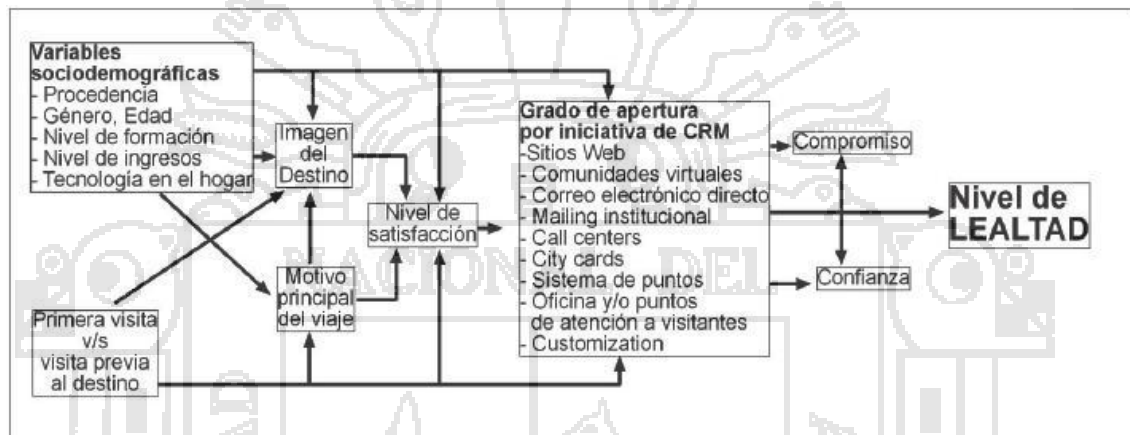 Variables
sociodemográficas
- Procedencia
- Género, Edad
- Nivel de formación
- Nivel de ingresos
- Tecnología en el hogar
Imagen
del
Destino
Nivel de
satisfacción
Motivo
principal
del viaje
Primera visita
v/s
visita previa
al destino
Grado de apertura
por iniciativa de CRM
-Sitios Web
- Comunidades virtuales
- Correo electrónico directo
- Mailing institucional
- Call centers
- City cards
- Sistema de puntos
- Oficina y/o puntos
de atención a visitantes
- Customization
Compromiso
Confianza
Nivel de
LEALTAD
NACION DEL